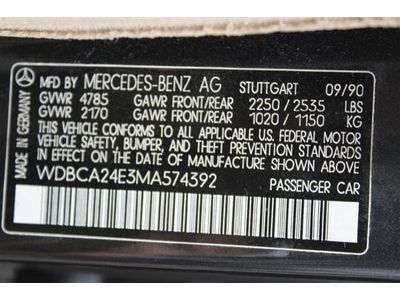 MADE IN GERMANY
MFD. BY MERCEDES-BENZ AG STUTTGART 09/90
GVWR 4785 GAWR FRONT/REAR 2250/2535 LBS
GVWR 2170 GAWR FRONT/REAR 1020/1150 KG
THIS VEHICLE CONFORMS TO ALL APPLICABLE U.S. FEDERAL MOTOR
VEHICLE SAFETY, BUMPER, AND THEFT PREVENTION STANDARDS
IN EFFECT ON THE DATE OF MANUFACTURE SHOWN ABOVE.
WDBCA24E3MA574392 PASSENGER CAR